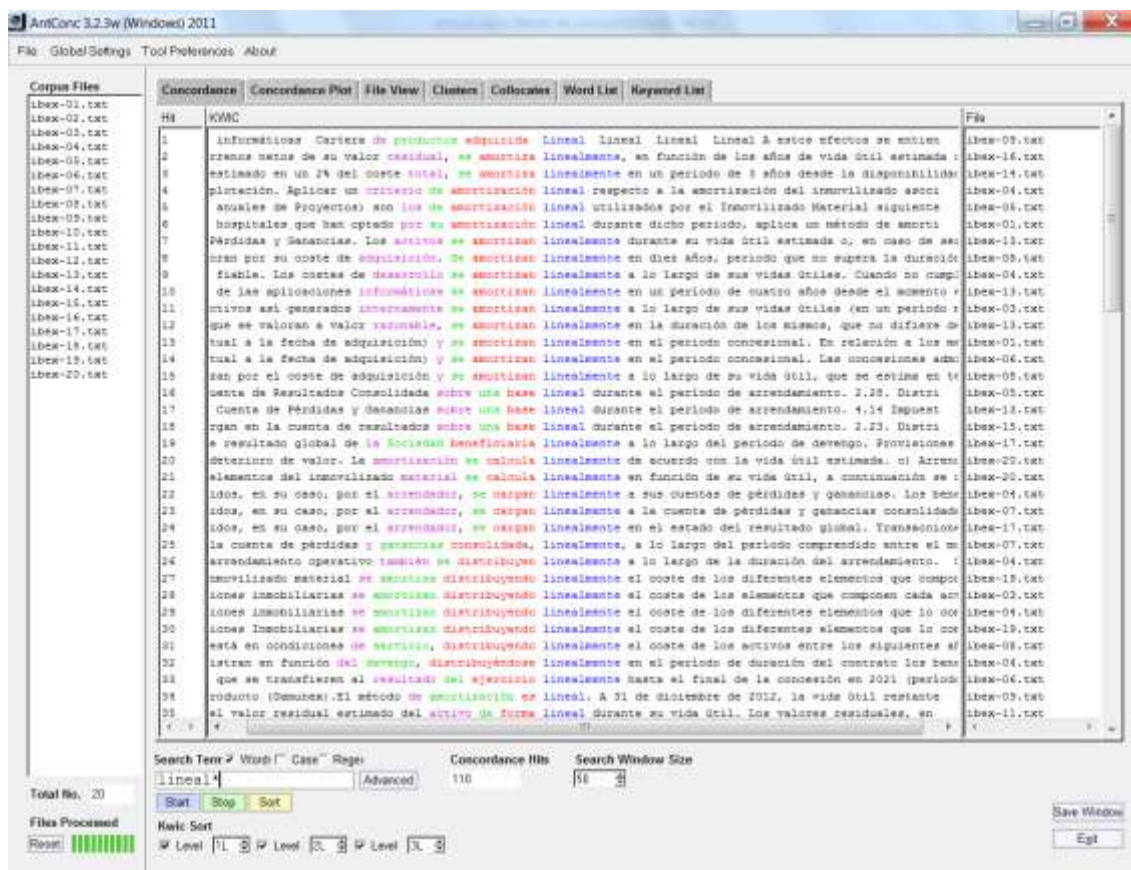 AntConc 3.2.3w (Windows) 2011
File Global Settings Tool Preferences About
Corpus Files
ibex-01.txt
ibex-02.txt
ibex-03.txt
ibex-04.txt
ibex-05.txt
ibex-06.txt
ibex-07.txt
ibex-08.txt
ibex-09.txt
ibex-10.txt
ibex-11.txt
ibex-12.txt
ibex-13.txt
ibex-14.txt
ibex-15.txt
ibex-16.txt
ibex-17.txt
ibex-18.txt
ibex-19.txt
ibex-20.txt
Total No. 20
Files Processed
Reset
Concordance Concordance Plot File View Clusters Collocates Word List Keyword List
Hit KWIC File
1 informáticas Cartera de productos adquirida Lineal Lineal Lineal Lineal A estos efectos se entien ibex-09.txt
2 rrenos netos de su valor residual, se amortiza linealmente, en función de los años de vida útil estimada ibex-16.txt
3 estimado en un 2% del coste total, se amortiza linealmente en un periodo de 8 años desde la disponibilida ibex-14.txt
4 plotación. Aplicar un criterio de amortización lineal respecto a la amortización del inmovilizado asoci ibex-04.txt
5 anuales de Proyectos) son los de amortización lineal utilizados por el Inmovilizado Material siguiente ibex-05.txt
6 hospitales que han optado por su amortización lineal durante dicho periodo, aplica un método de amorti ibex-01.txt
7 Pérdidas y Ganancias. Los activos se amortizan linealmente durante su vida útil estimada o, en caso de ibex-13.txt
8 oran por su coste de adquisición. Se amortizan linealmente en diez años, periodo que no supera la duración ibex-08.txt
9 fiable. Los costes de desarrollo se amortizan linealmente a lo largo de sus vidas útiles. Cuando no cump ibex-04.txt
10 de las aplicaciones informáticas se amortizan linealmente en un periodo de cuatro años desde el momento ibex-13.txt
11 ctivos así generados internamente se amortizan linealmente a lo largo de sus vidas útiles (en un periodo ibex-03.txt
12 que se valoran a valor razonable, se amortizan linealmente en la duración de los mismos, que no difiere de ibex-13.txt
13 tual a la fecha de adquisición) y se amortizan linealmente en el periodo concesional. En relación a los ibex-01.txt
14 tual a la fecha de adquisición) y se amortizan linealmente en el periodo concesional. Las concesiones adm ibex-06.txt
15 zan por el coste de adquisición y se amortizan linealmente a lo largo de su vida útil, que se estima en ibex-08.txt
16 uenta de Resultados Consolidada sobre una base lineal durante el periodo de arrendamiento. 2.28. Distri ibex-05.txt
17 Cuenta de Pérdidas y Ganancias sobre una base lineal durante el periodo de arrendamiento. 4.14 Impuest ibex-12.txt
18 rgan en la cuenta de resultados sobre una base lineal durante el periodo de arrendamiento. 2.23. Distri ibex-15.txt
19 e resultado global de la Sociedad beneficiaria linealmente a lo largo del periodo de devengo. Provisiones ibex-17.txt
20 deterioro de valor. La amortización se calcula linealmente de acuerdo con la vida útil estimada. c) Arren ibex-20.txt
21 elementos del inmovilizado material se calcula linealmente en función de su vida útil, a continuación se ibex-20.txt
22 idos, en su caso, por el arrendador, se cargan linealmente a sus cuentas de pérdidas y ganancias. Los bene ibex-04.txt
23 idos, en su caso, por el arrendador, se cargan linealmente a la cuenta de pérdidas y ganancias consolidad ibex-07.txt
24 idos, en su caso, por el arrendador, se cargan linealmente en el estado del resultado global. Transaccione ibex-17.txt
25 la cuenta de pérdidas y ganancias consolidada, linealmente, a lo largo del periodo comprendido entre el ibex-07.txt
26 arrendamiento operativo también se distribuyen linealmente a lo largo de la duración del arrendamiento. ibex-04.txt
27 nmovilizado material se amortiza distribuyendo linealmente el coste de los diferentes elementos que compo ibex-19.txt
28 iones inmobiliarias se amortizan distribuyendo linealmente el coste de los elementos que componen cada ibex-03.txt
29 iones inmobiliarias se amortizan distribuyendo linealmente el coste de los diferentes elementos que lo ibex-04.txt
30 iones Inmobiliarias se amortizan distribuyendo linealmente el coste de los diferentes elementos que lo ibex-19.txt
31 está en condiciones de servicio, distribuyendo linealmente el coste de los activos entre los siguientes ibex-08.txt
32 istran en función del devengo, distribuyéndose linealmente en el periodo de duración del contrato los bene ibex-04.txt
33 que se transfieren al resultado del ejercicio linealmente hasta el final de la concesión en 2021 (period ibex-06.txt
34 roducto (Gamunex).El método de amortización es lineal. A 31 de diciembre de 2012, la vida útil restante ibex-09.txt
35 el valor residual estimado del activo de forma lineal durante su vida útil. Los valores residuales, en ibex-11.txt
Search Term Words Case Regex Concordance Hits Search Window Size
lineal* Advanced 110 50
Start Stop Sort
Kwic Sort
Level 1L Level 2L Level 3L
Save Window
Exit